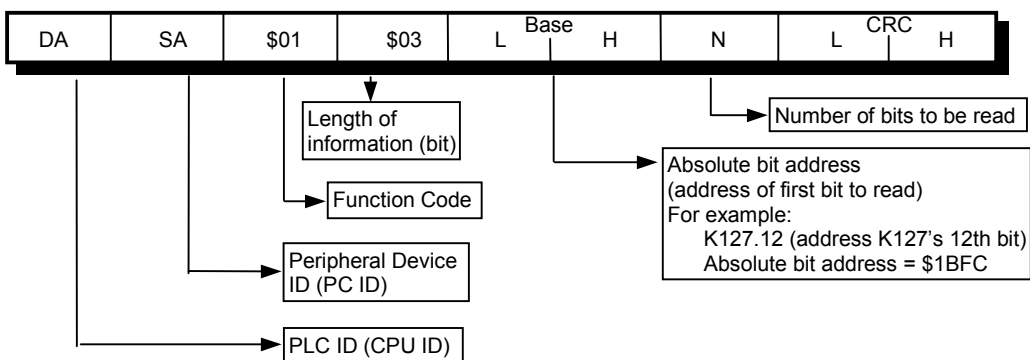 DA SA $01 $03 L Base H N L CRC H
Length of
information (bit)
Number of bits to be read
Absolute bit address
(address of first bit to read)
For example:
K127.12 (address K127's 12th bit)
Absolute bit address = $1BFC
Function Code
Peripheral Device
ID (PC ID)
PLC ID (CPU ID)